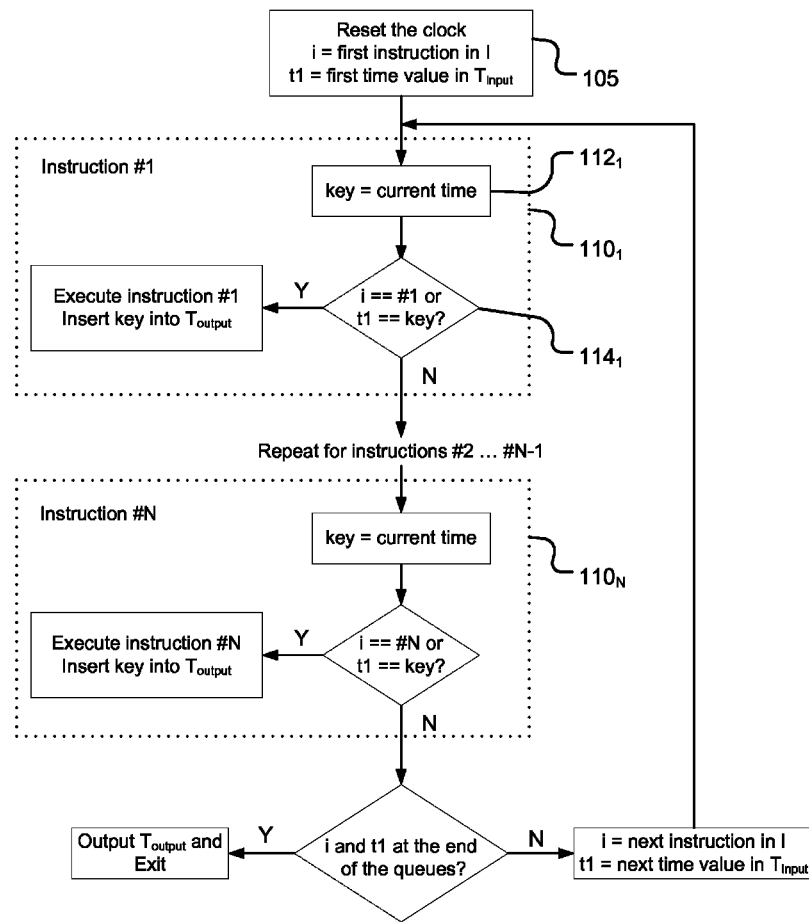 Reset the clock
i = first instruction in I
t1 = first time value in Tinput
105
Instruction #1
key = current time
112₁
110₁
Execute instruction #1
Insert key into Toutput
Y
i == #1 or
t1 == key?
114₁
N
Repeat for instructions #2 ... #N-1
Instruction #N
key = current time
110N
Execute instruction #N
Insert key into Toutput
Y
i == #N or
t1 == key?
N
Output Toutput and
Exit
Y
i and t1 at the end
of the queues?
N
i = next instruction in I
t1 = next time value in Tinput